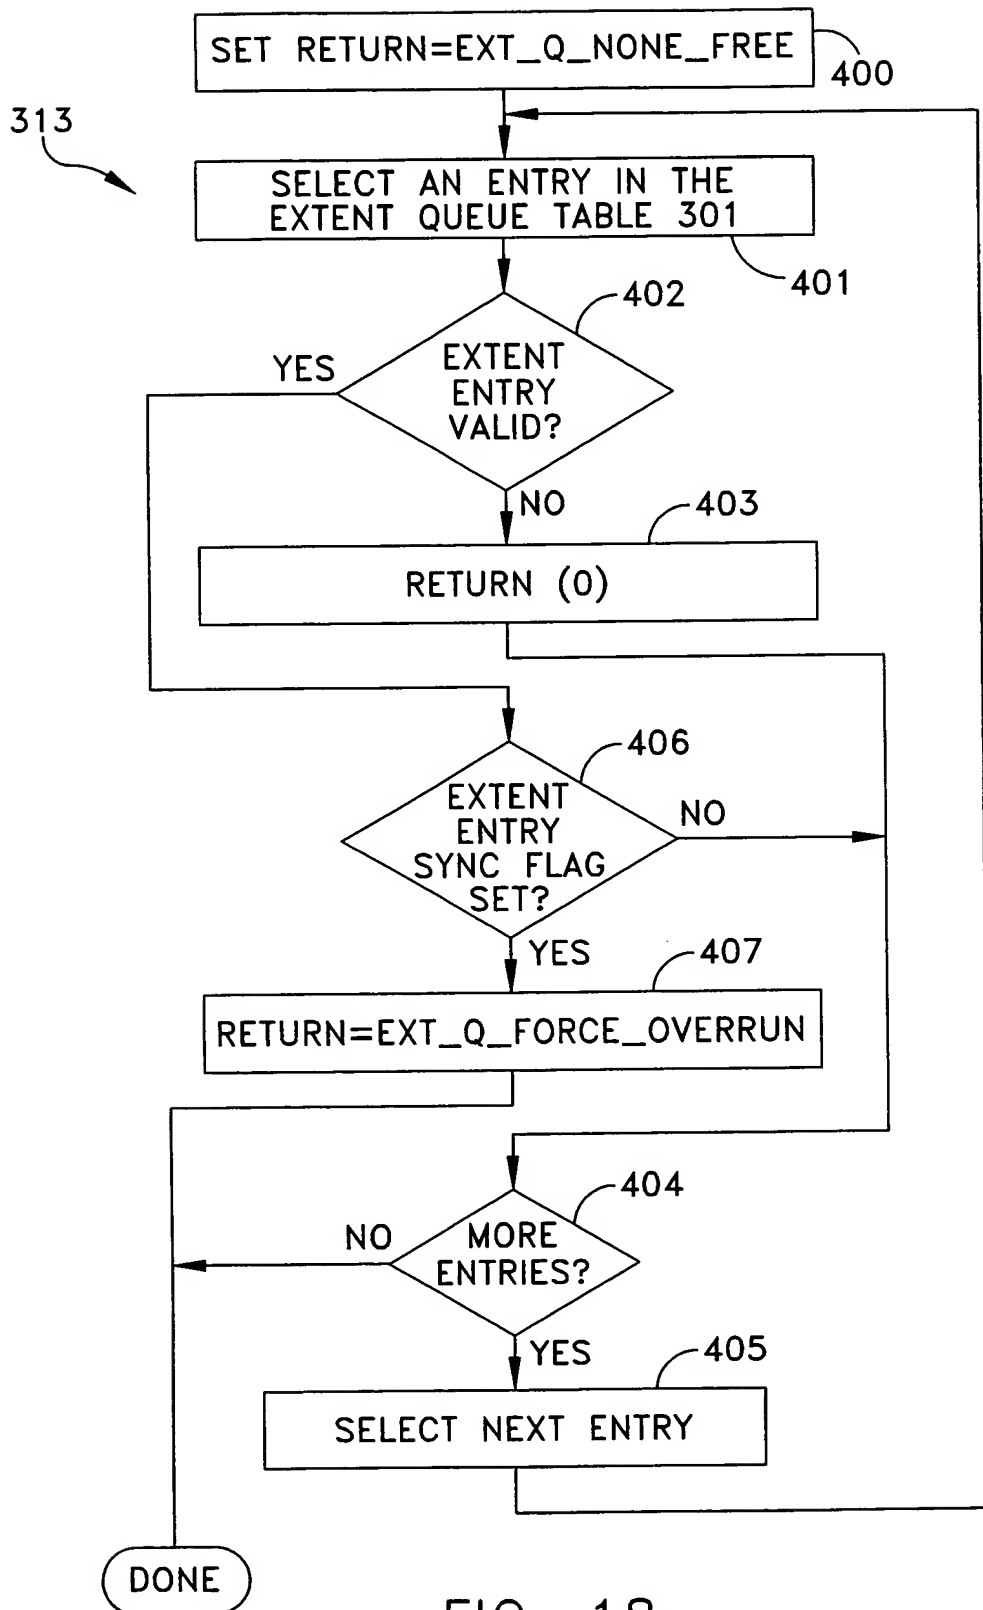 SET RETURN=EXT_Q_NONE_FREE
400
313
SELECT AN ENTRY IN THE
EXTENT QUEUE TABLE 301
401
402
YES
EXTENT
ENTRY
VALID?
NO
403
RETURN (0)
406
EXTENT
ENTRY
SYNC FLAG
SET?
NO
YES
407
RETURN=EXT_Q_FORCE_OVERRUN
404
NO
MORE
ENTRIES?
YES
405
SELECT NEXT ENTRY
DONE